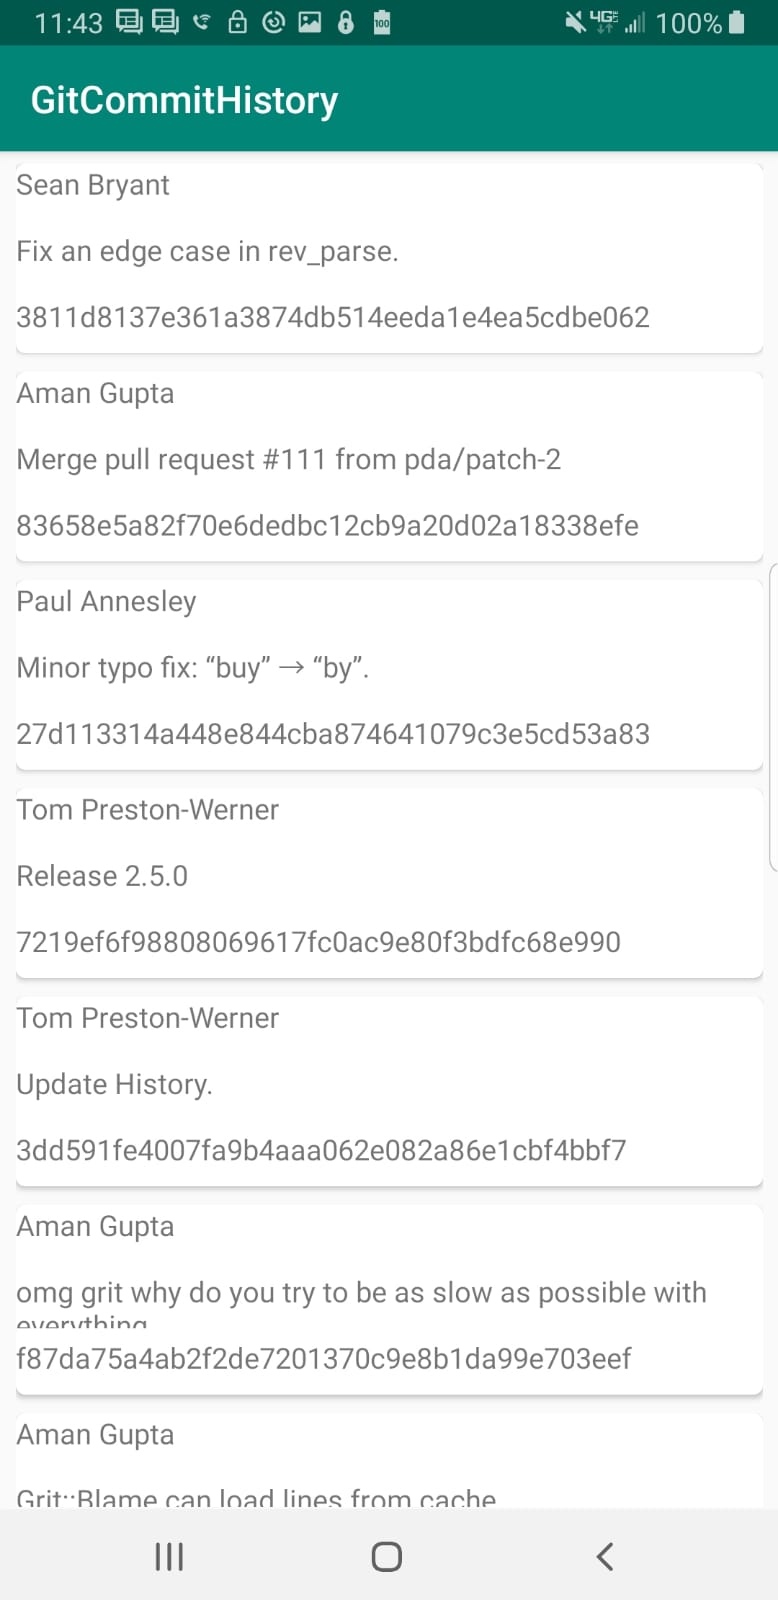 11:43 100 4GE 100%
GitCommitHistory
Sean Bryant
Fix an edge case in rev_parse.
3811d8137e361a3874db514eeda1e4ea5cdbe062
Aman Gupta
Merge pull request #111 from pda/patch-2
83658e5a82f70e6dedbc12cb9a20d02a18338efe
Paul Annesley
Minor typo fix: “buy” → “by”.
27d113314a448e844cba874641079c3e5cd53a83
Tom Preston-Werner
Release 2.5.0
7219ef6f98808069617fc0ac9e80f3bdfc68e990
Tom Preston-Werner
Update History.
3dd591fe4007fa9b4aaa062e082a86e1cbf4bbf7
Aman Gupta
omg grit why do you try to be as slow as possible with
everything
f87da75a4ab2f2de7201370c9e8b1da99e703eef
Aman Gupta
Grit::Blame can load lines from cache